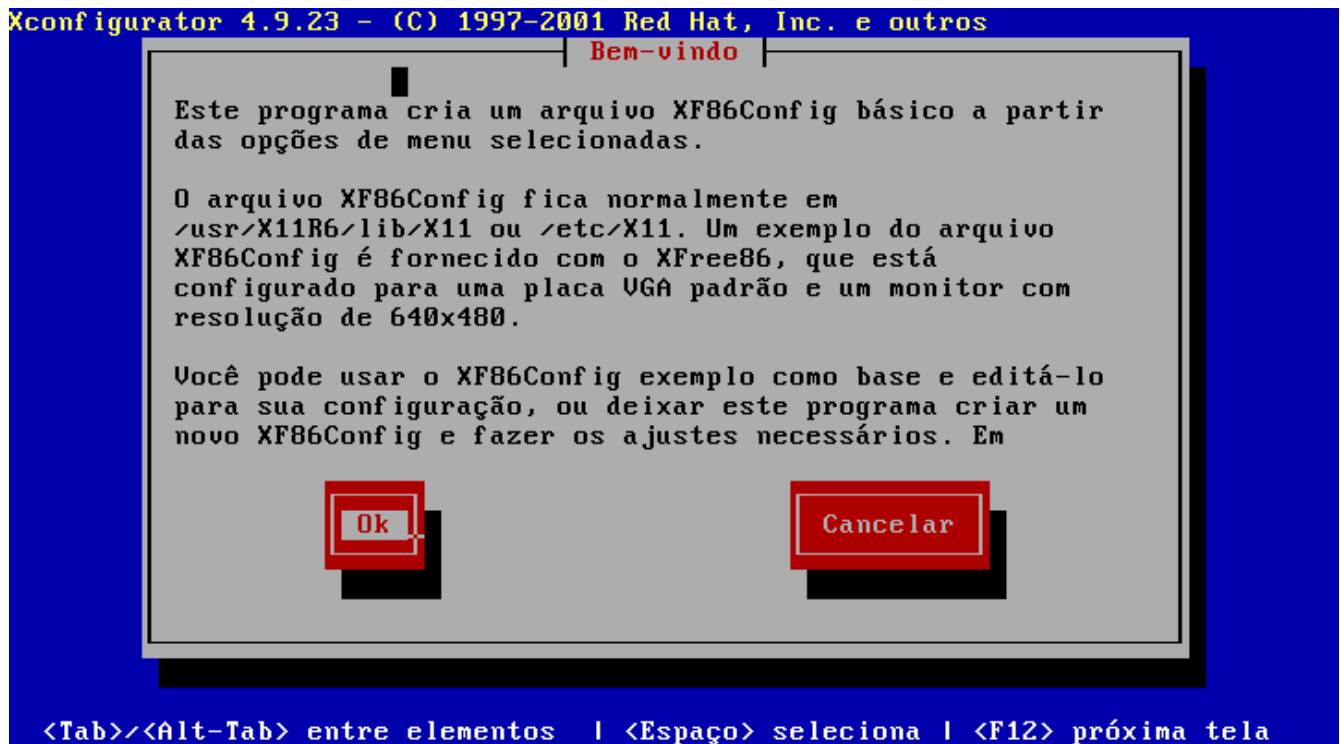 Xconfigurator 4.9.23 - (C) 1997-2001 Red Hat, Inc. e outros
Bem-vindo
Este programa cria um arquivo XF86Config básico a partir
das opções de menu selecionadas.
O arquivo XF86Config fica normalmente em
/usr/X11R6/lib/X11 ou /etc/X11. Um exemplo do arquivo
XF86Config é fornecido com o XFree86, que está
configurado para uma placa VGA padrão e um monitor com
resolução de 640x480.
Você pode usar o XF86Config exemplo como base e editá-lo
para sua configuração, ou deixar este programa criar um
novo XF86Config e fazer os ajustes necessários. Em
Ok Cancelar
<Tab>/<Alt-Tab> entre elementos | <Espaço> seleciona | <F12> próxima tela